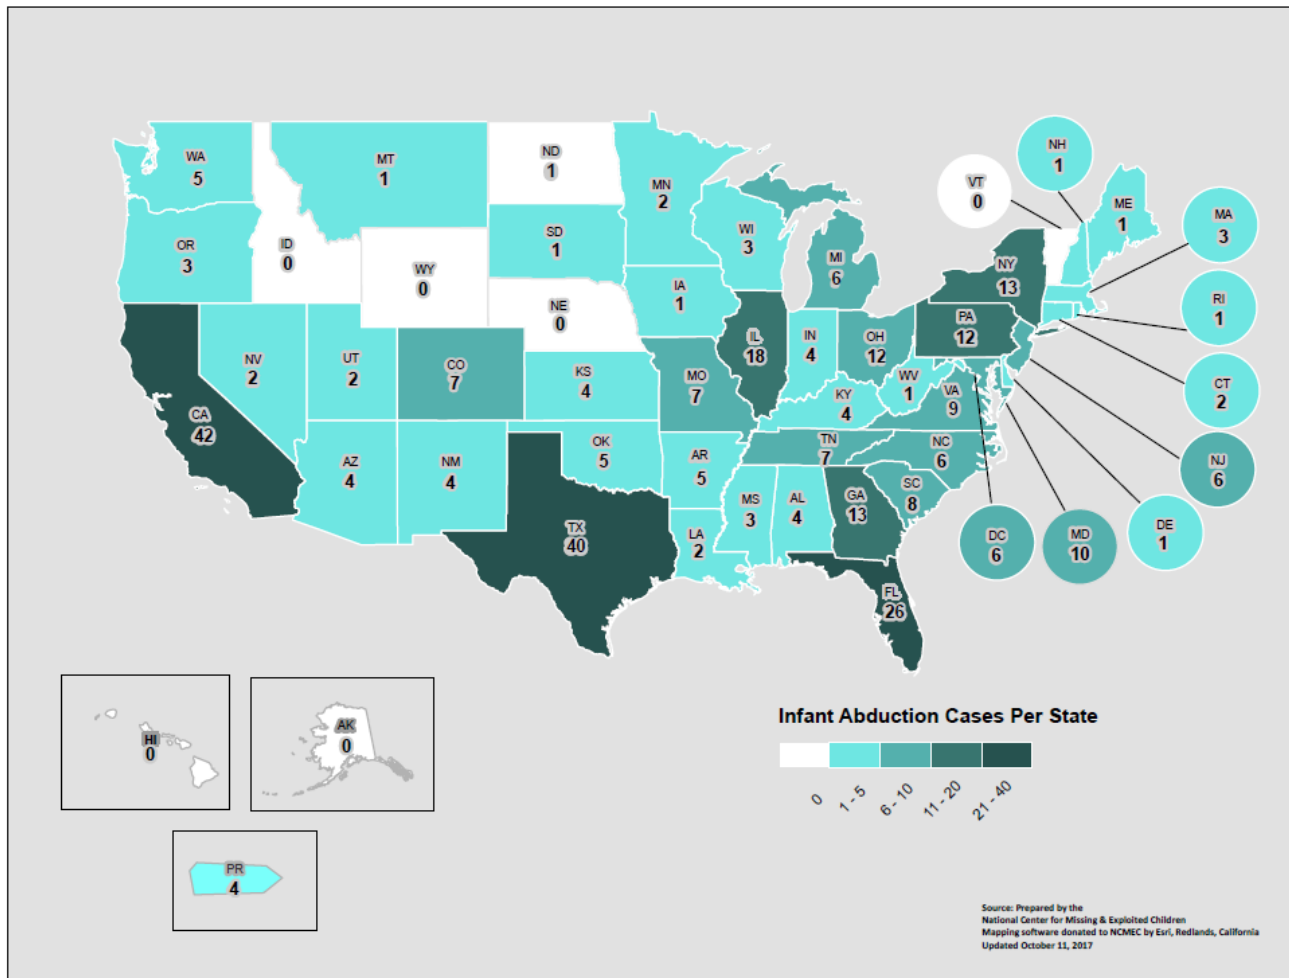 WA
5
MT
1
ND
1
MN
2
VT
0
NH
1
ME
1
MA
3
OR
3
ID
0
WY
0
SD
1
WI
3
MI
6
NY
13
RI
1
NE
0
IA
1
IL
18
IN
4
OH
12
PA
12
CT
2
NV
2
UT
2
CO
7
KS
4
MO
7
KY
4
WV
1
VA
9
NJ
6
CA
42
AZ
4
NM
4
OK
5
AR
5
TN
7
NC
6
SC
8
MS
3
AL
4
GA
13
DC
6
MD
10
DE
1
TX
40
LA
2
FL
26
HI
0
AK
0
PR
4
Infant Abduction Cases Per State
0
1 - 5
6 - 10
11 - 20
21 - 40
Source: Prepared by the
National Center for Missing & Exploited Children
Mapping software donated to NCMEC by Esri, Redlands, California
Updated October 11, 2017